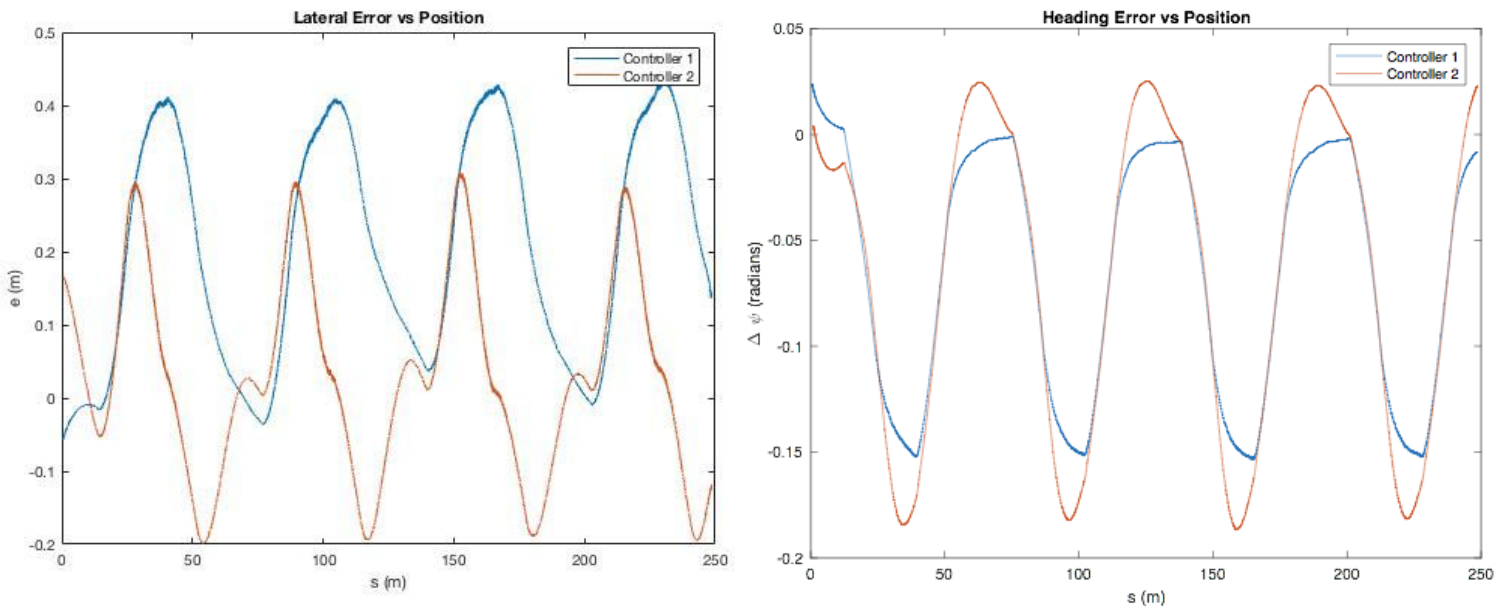 Lateral Error vs Position
0.5
0.4
0.3
0.2
0.1
0
-0.1
-0.2
e (m)
0 50 100 150 200 250
s (m)
Controller 1
Controller 2
Heading Error vs Position
0.05
0
-0.05
-0.1
-0.15
-0.2
Δ ψ (radians)
0 50 100 150 200 250
s (m)
Controller 1
Controller 2